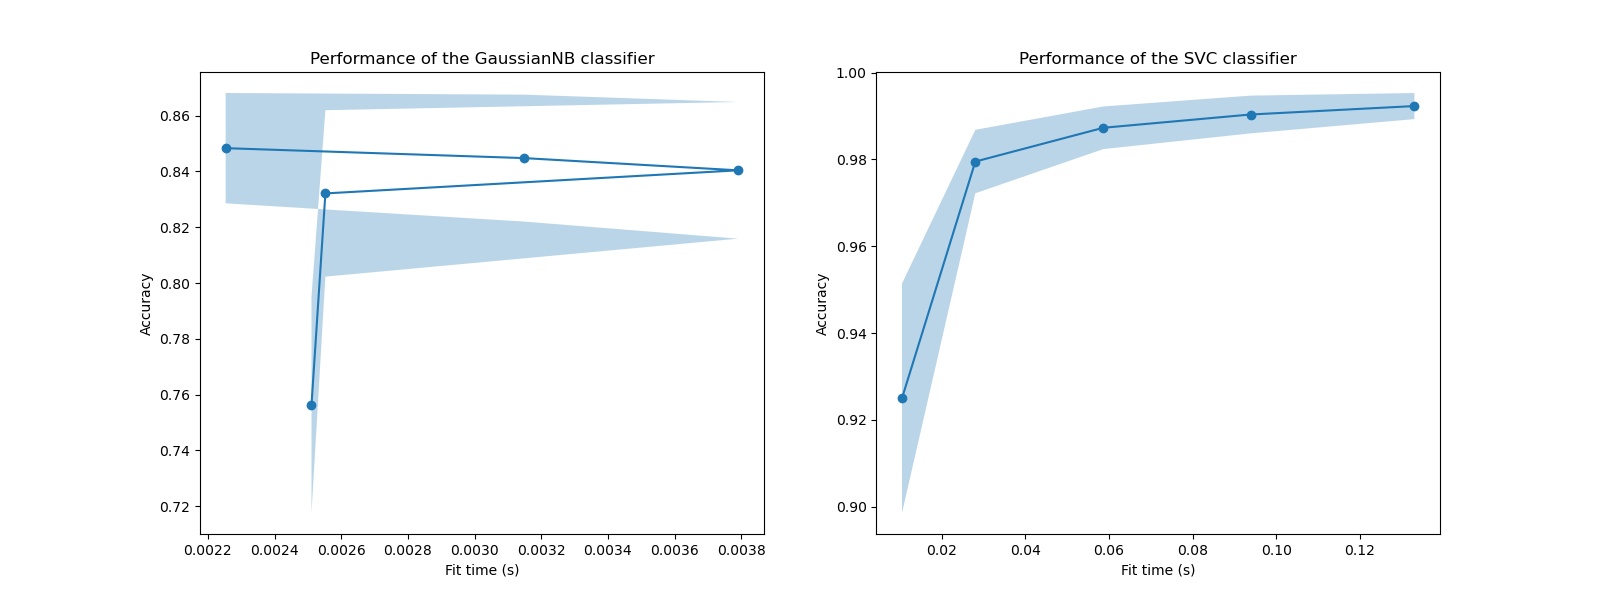 Performance of the GaussianNB classifier
0.86
0.84
0.82
0.80
0.78
0.76
0.74
0.72
Accuracy
0.0022 0.0024 0.0026 0.0028 0.0030 0.0032 0.0034 0.0036 0.0038
Fit time (s)
Performance of the SVC classifier
1.00
0.98
0.96
0.94
0.92
0.90
Accuracy
0.02 0.04 0.06 0.08 0.10 0.12
Fit time (s)